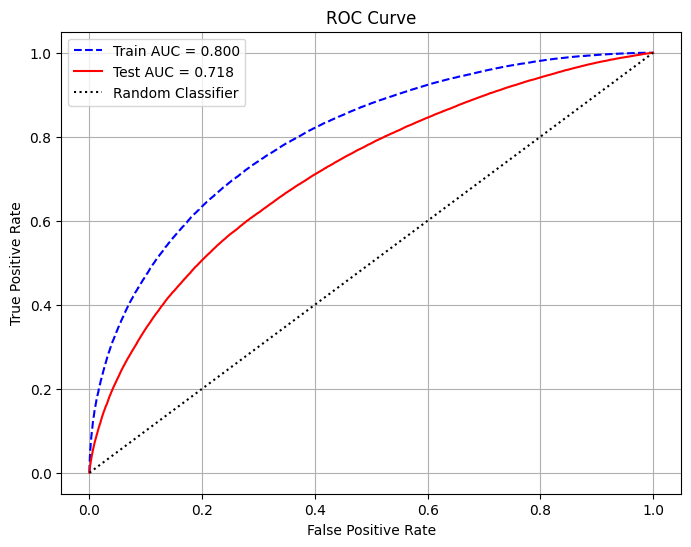 ROC Curve
Train AUC = 0.800
Test AUC = 0.718
Random Classifier
True Positive Rate
1.0
0.8
0.6
0.4
0.2
0.0
0.0 0.2 0.4 0.6 0.8 1.0
False Positive Rate